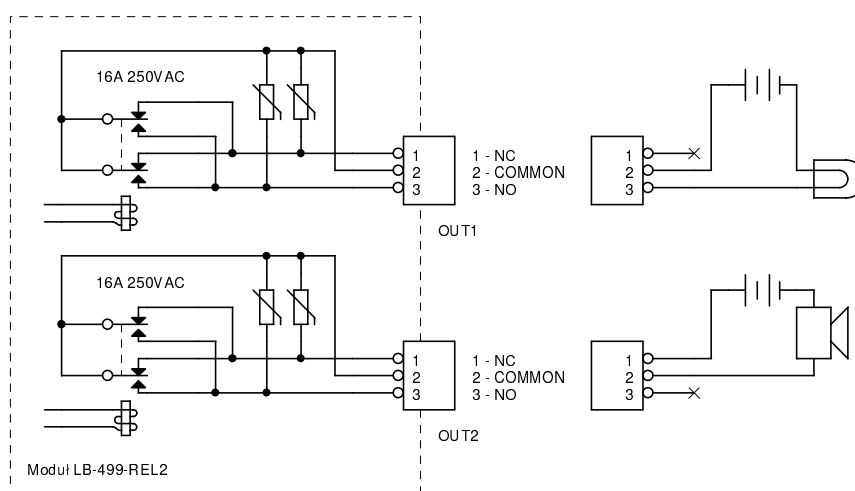 16A 250VAC
1
2
3
1 - NC
2 - COMMON
3 - NO
1
2
3
OUT1
16A 250VAC
1
2
3
1 - NC
2 - COMMON
3 - NO
1
2
3
OUT2
Moduł LB-499-REL2